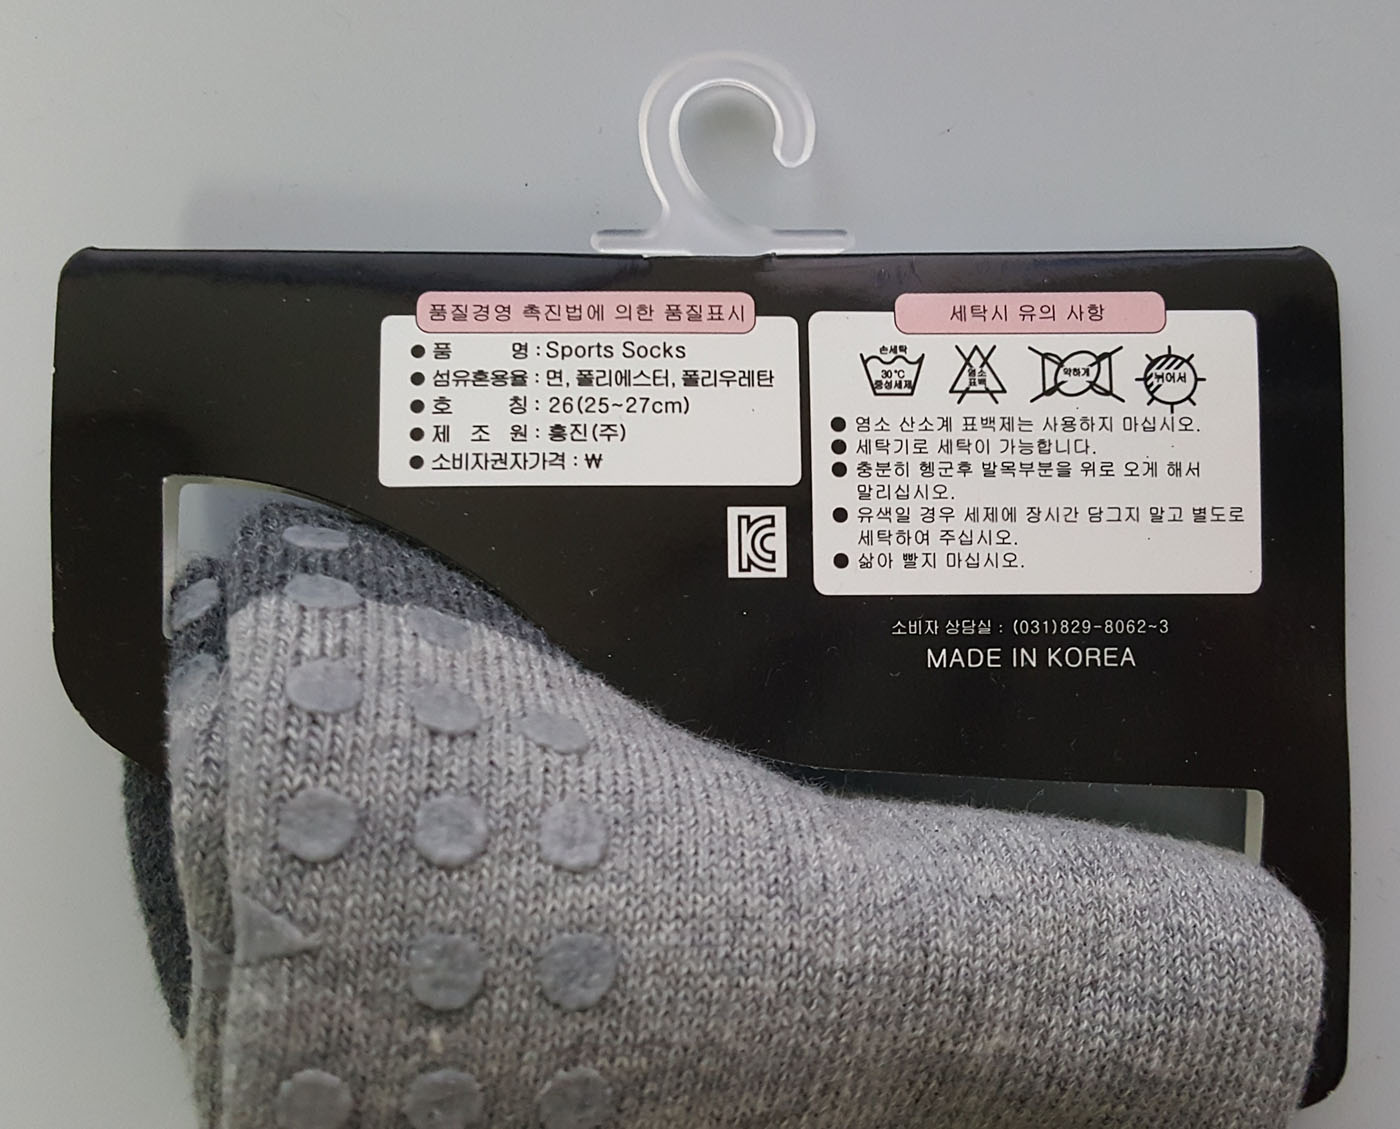 품질경영 촉진법에 의한 품질표시
● 품 명 : Sports Socks
● 섬유혼용율 : 면, 폴리에스터, 폴리우레탄
● 호 칭 : 26(25~27cm)
● 제 조 원 : 흥진(주)
● 소비자권자가격 : ₩
세탁시 유의 사항
손세탁
30℃
중성세제
염소
표백
약하게
뉘어서
● 염소 산소계 표백제는 사용하지 마십시오.
● 세탁기로 세탁이 가능합니다.
● 충분히 헹군후 발목부분을 위로 오게 해서
말리십시오.
● 유색일 경우 세제에 장시간 담그지 말고 별도로
세탁하여 주십시오.
● 삶아 빨지 마십시오.
KC
소비자 상담실 : (031)829-8062~3
MADE IN KOREA